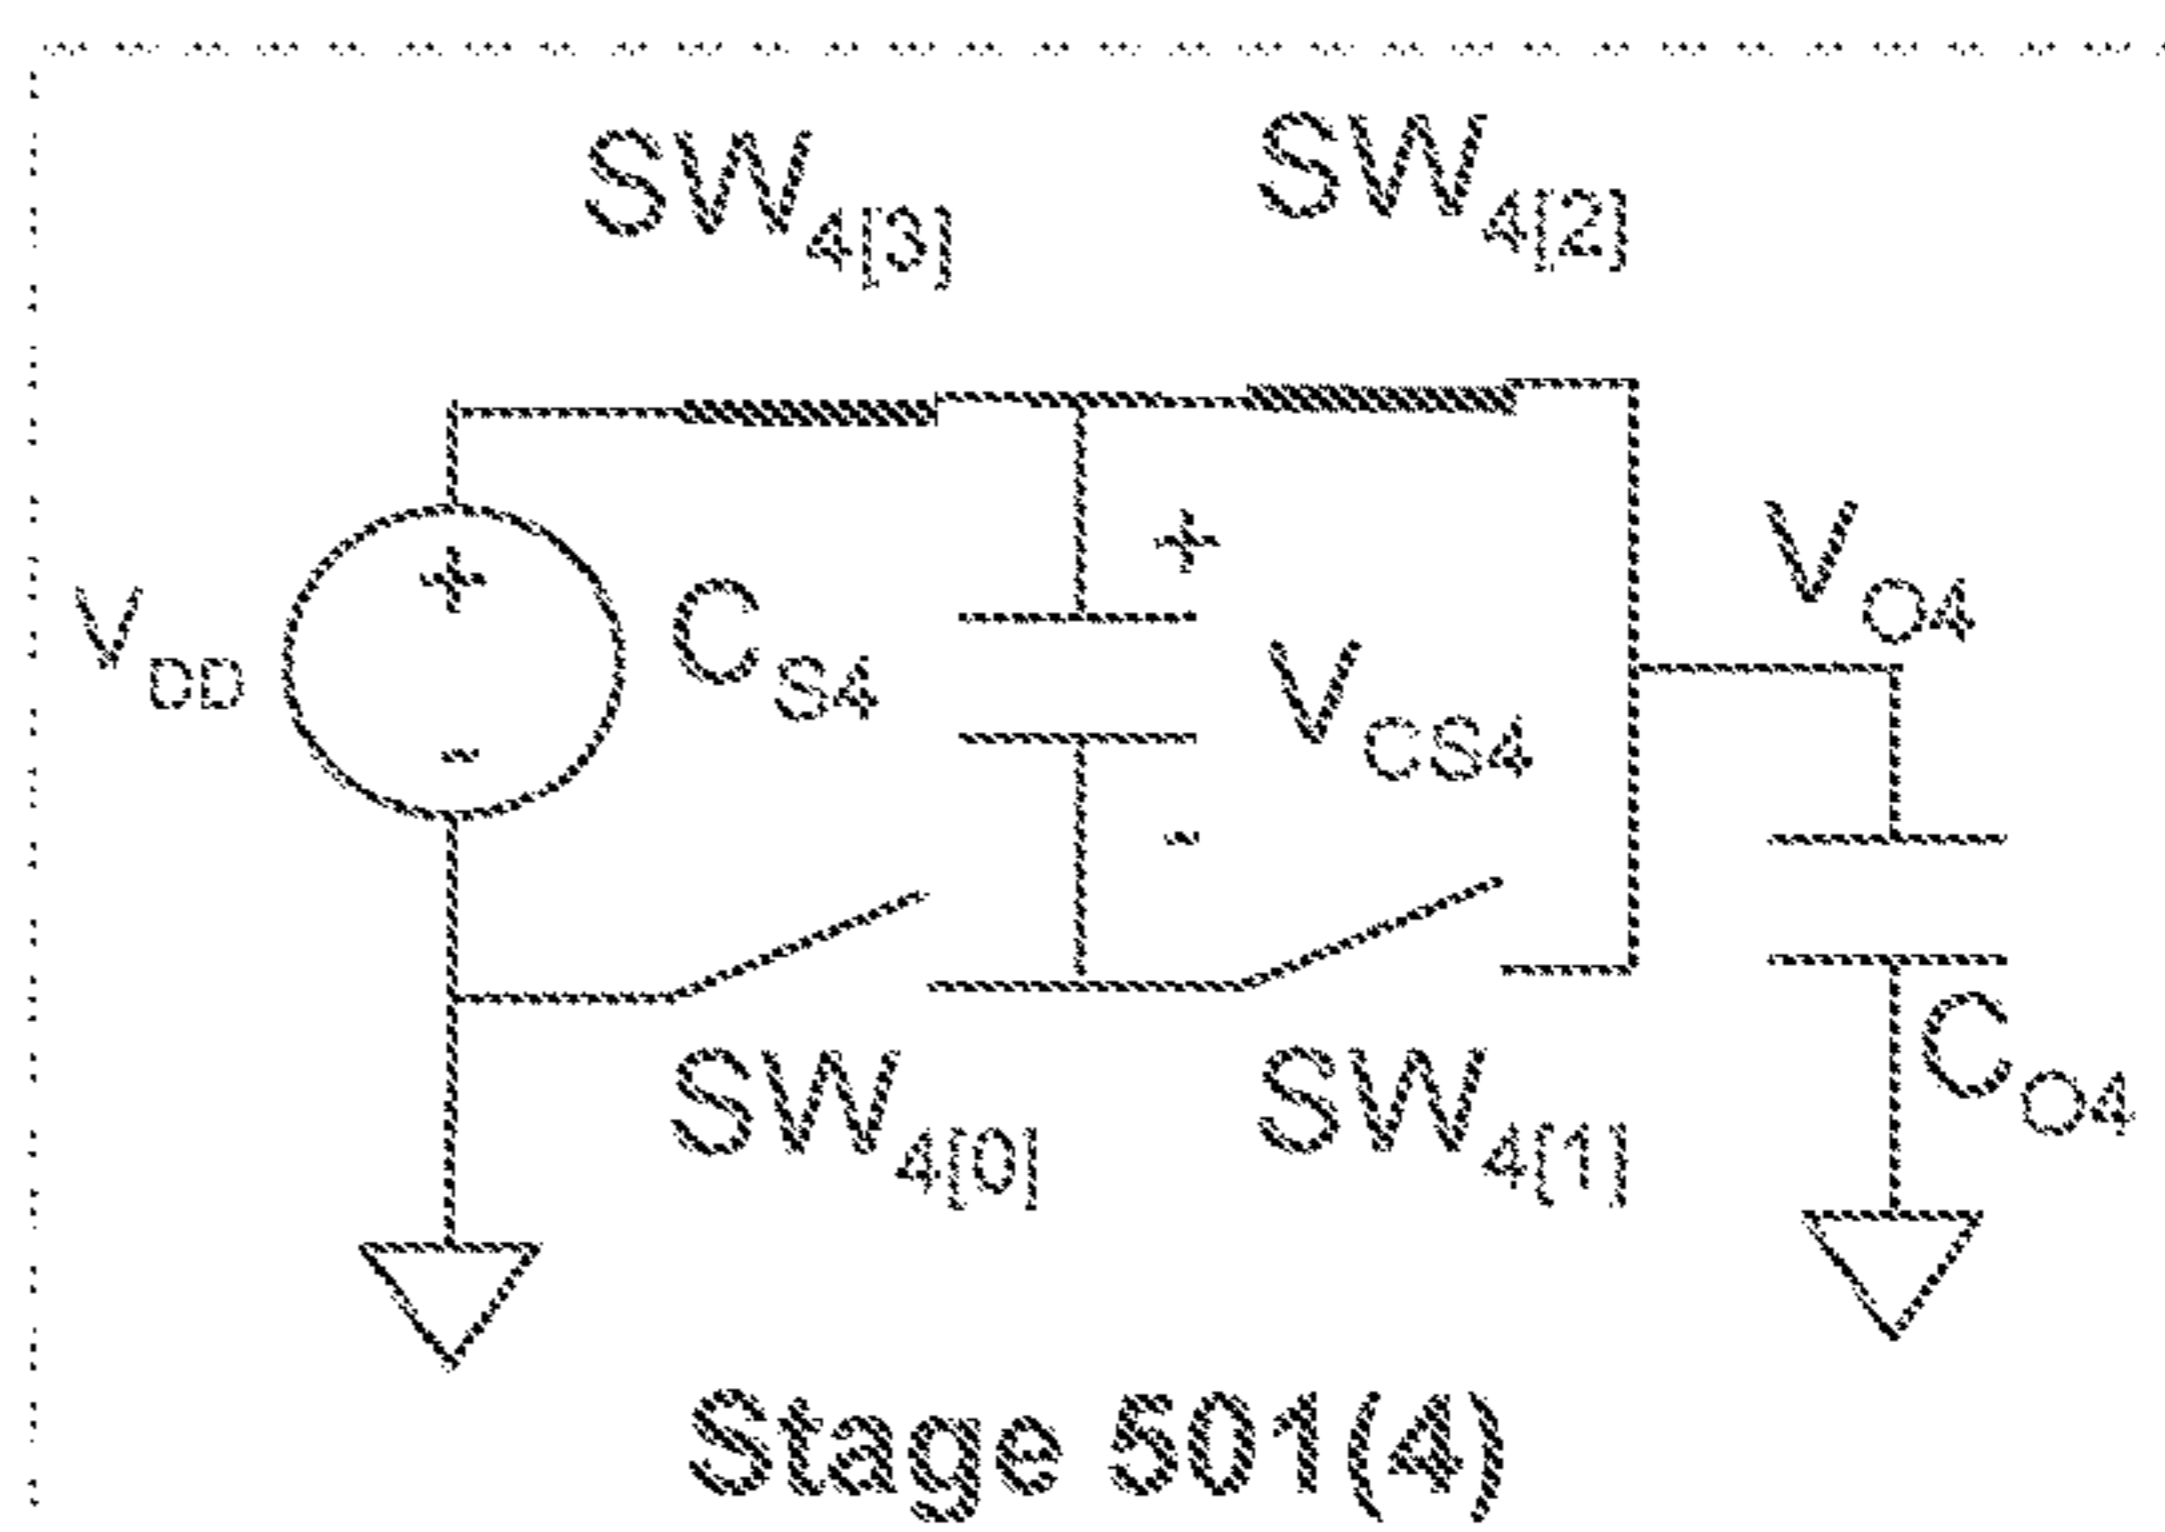 SW4[3] SW4[2]
+
VO4
VDD + CS4
VCS4
-
-
SW4[0] SW4[1]
CO4
Stage 501(4)